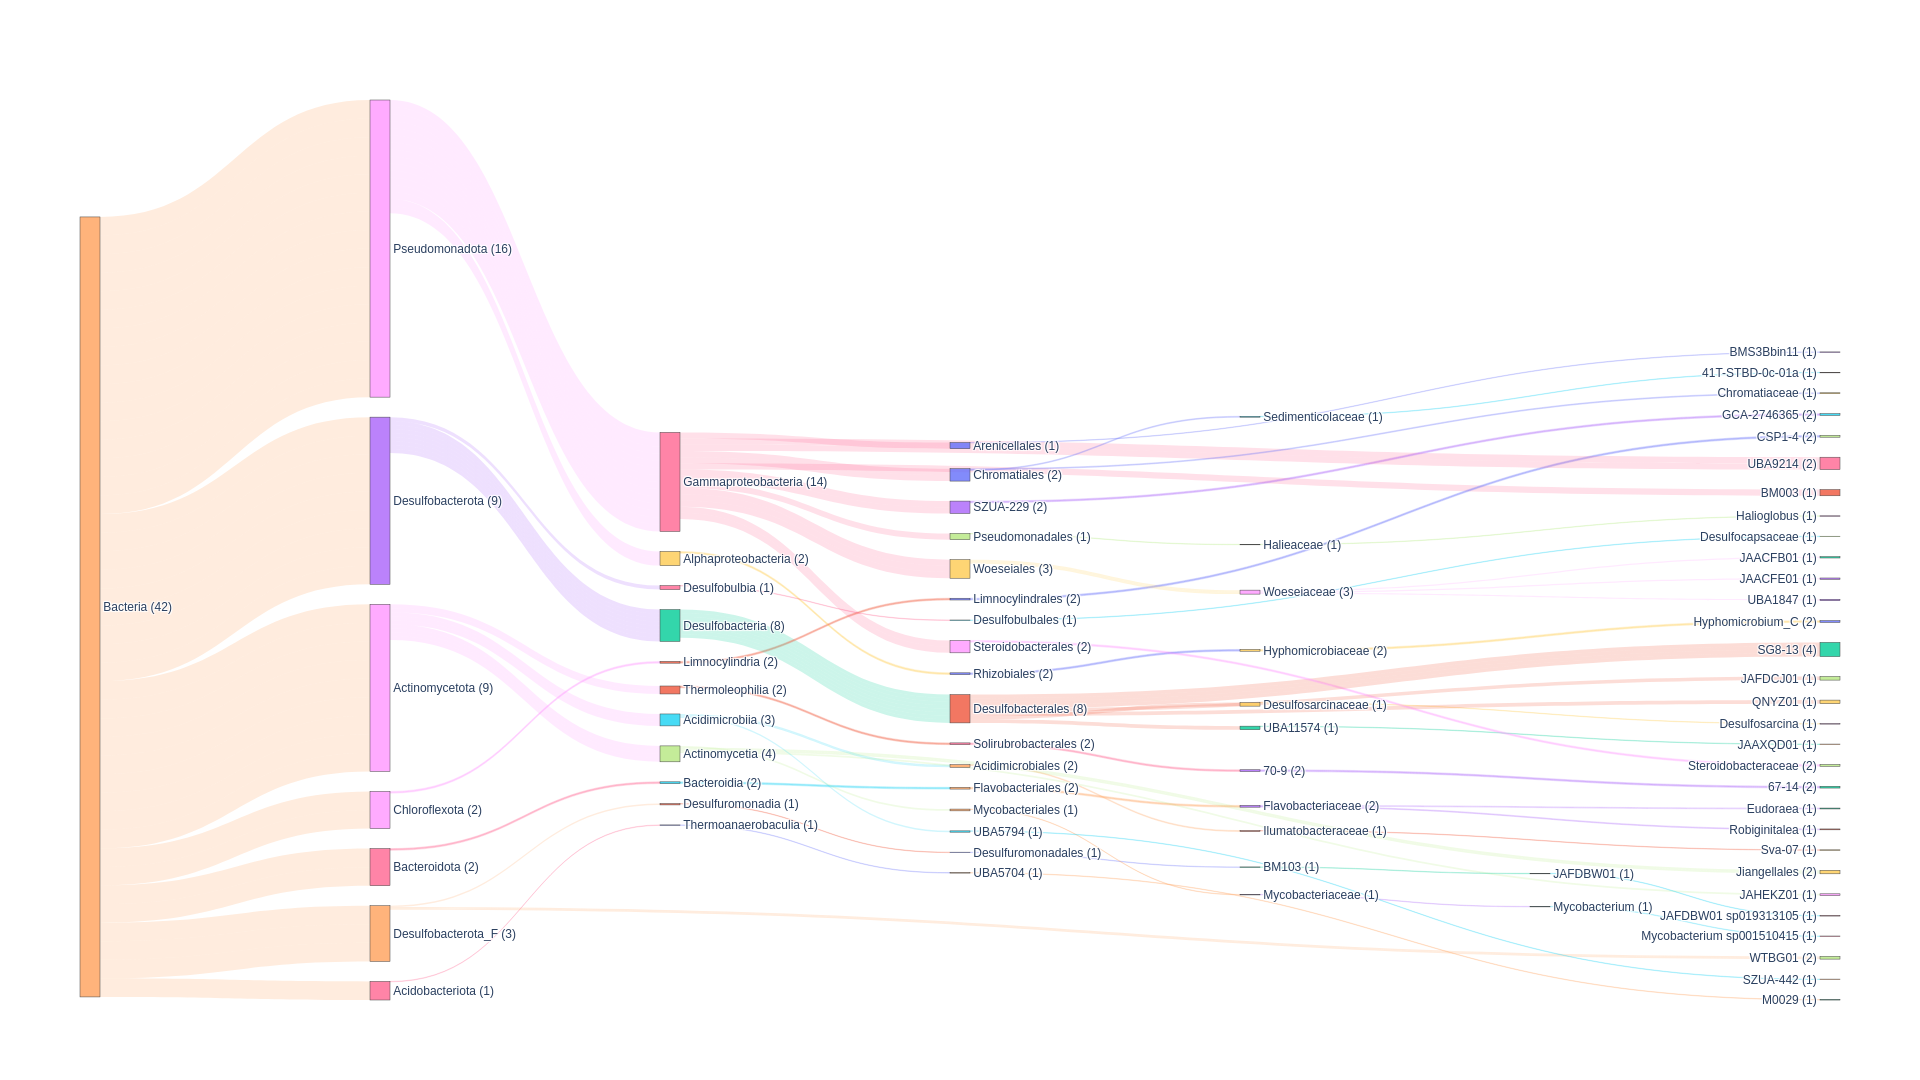 Bacteria (42)
Pseudomonadota (16)
Desulfobacterota (9)
Actinomycetota (9)
Chloroflexota (2)
Bacteroidota (2)
Desulfobacterota_F (3)
Acidobacteriota (1)
Gammaproteobacteria (14)
Alphaproteobacteria (2)
Desulfobulbia (1)
Desulfobacteria (8)
Limnocylindria (2)
Thermoleophilia (2)
Acidimicrobiia (3)
Actinomycetia (4)
Bacteroidia (2)
Desulfuromonadia (1)
Thermoanaerobaculia (1)
Arenicellales (1)
Chromatiales (2)
SZUA-229 (2)
Pseudomonadales (1)
Woeseiales (3)
Limnocylindrales (2)
Desulfobulbales (1)
Steroidobacterales (2)
Rhizobiales (2)
Desulfobacterales (8)
Solirubrobacterales (2)
Acidimicrobiales (2)
Flavobacteriales (2)
Mycobacteriales (1)
UBA5794 (1)
Desulfuromonadales (1)
UBA5704 (1)
Sedimenticolaceae (1)
Halieaceae (1)
Woeseiaceae (3)
Hyphomicrobiaceae (2)
Desulfosarcinaceae (1)
UBA11574 (1)
70-9 (2)
Flavobacteriaceae (2)
Ilumatobacteraceae (1)
BM103 (1)
Mycobacteriaceae (1)
JAFDBW01 (1)
Mycobacterium (1)
BMS3Bbin11 (1)
41T-STBD-0c-01a (1)
Chromatiaceae (1)
GCA-2746365 (2)
CSP1-4 (2)
UBA9214 (2)
BM003 (1)
Halioglobus (1)
Desulfocapsaceae (1)
JAACFB01 (1)
JAACFE01 (1)
UBA1847 (1)
Hyphomicrobium_C (2)
SG8-13 (4)
JAFDCJ01 (1)
QNYZ01 (1)
Desulfosarcina (1)
JAAXQD01 (1)
Steroidobacteraceae (2)
67-14 (2)
Eudoraea (1)
Robiginitalea (1)
Sva-07 (1)
Jiangellales (2)
JAHEKZ01 (1)
JAFDBW01 sp019313105 (1)
Mycobacterium sp001510415 (1)
WTBG01 (2)
SZUA-442 (1)
M0029 (1)